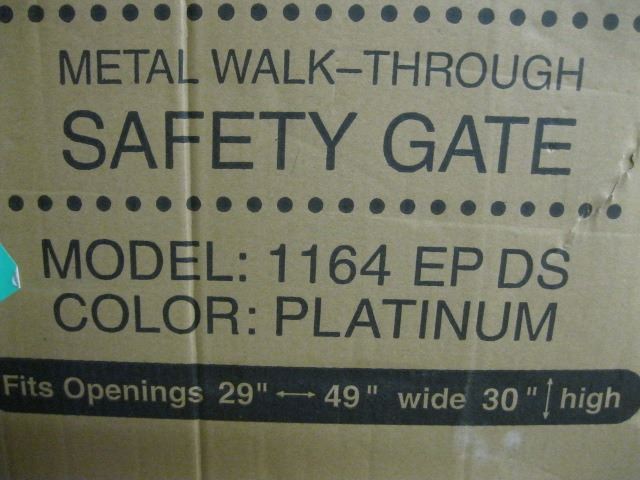 METAL WALK–THROUGH
SAFETY GATE
MODEL: 1164 EP DS
COLOR: PLATINUM
Fits Openings 29" ⟷ 49" wide 30" ↕ high